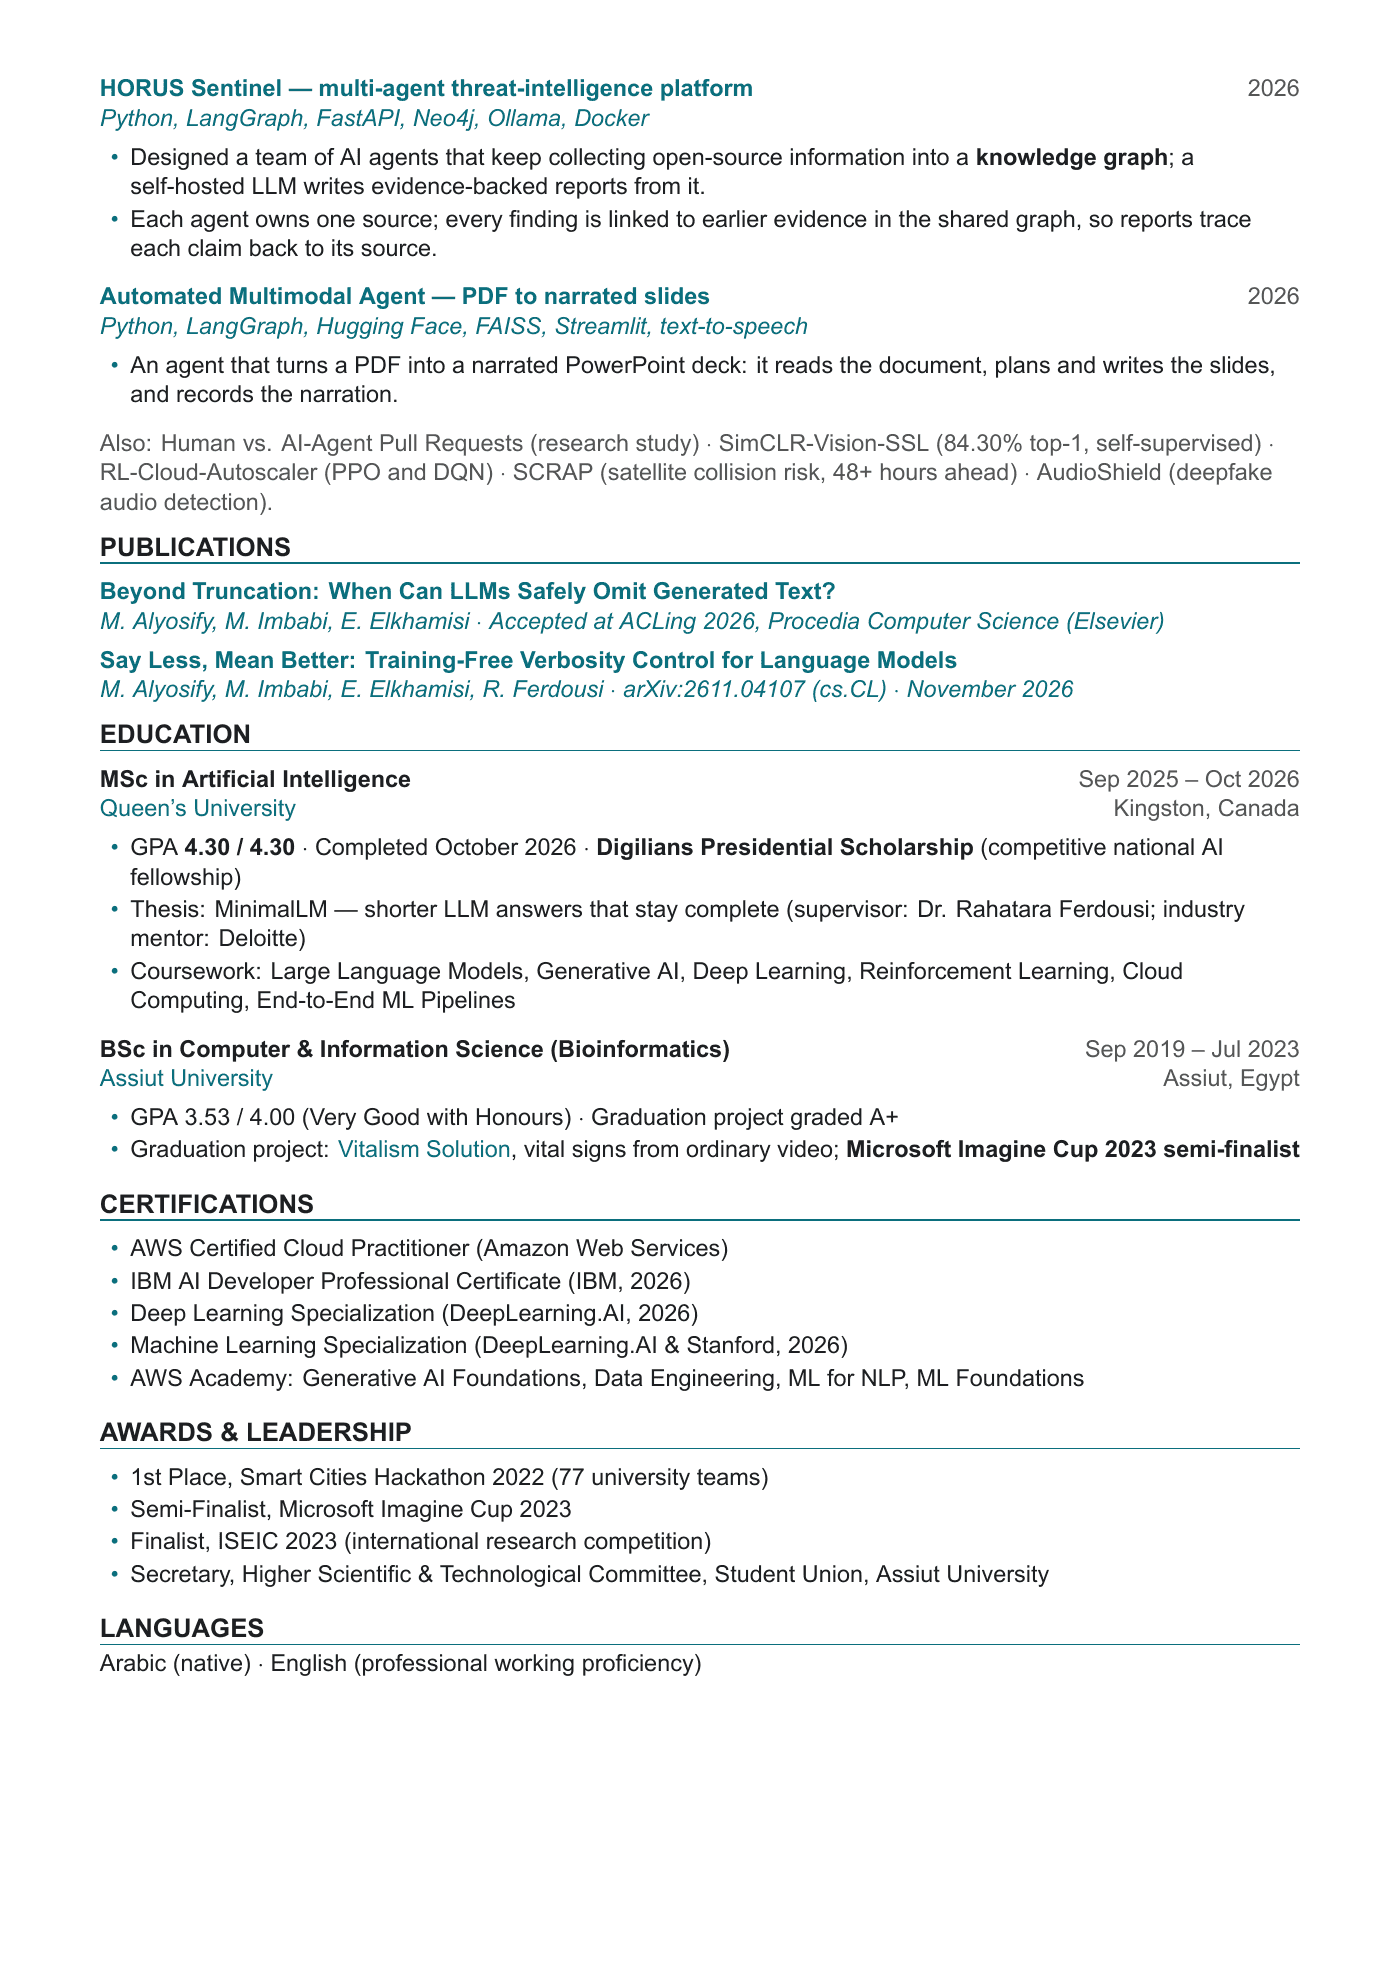 HORUS Sentinel — multi-agent threat-intelligence platform 2026
Python, LangGraph, FastAPI, Neo4j, Ollama, Docker
• Designed a team of AI agents that keep collecting open-source information into a knowledge graph; a
self-hosted LLM writes evidence-backed reports from it.
• Each agent owns one source; every finding is linked to earlier evidence in the shared graph, so reports trace
each claim back to its source.
Automated Multimodal Agent — PDF to narrated slides 2026
Python, LangGraph, Hugging Face, FAISS, Streamlit, text-to-speech
• An agent that turns a PDF into a narrated PowerPoint deck: it reads the document, plans and writes the slides,
and records the narration.
Also: Human vs. AI-Agent Pull Requests (research study) · SimCLR-Vision-SSL (84.30% top-1, self-supervised) ·
RL-Cloud-Autoscaler (PPO and DQN) · SCRAP (satellite collision risk, 48+ hours ahead) · AudioShield (deepfake
audio detection).
PUBLICATIONS
Beyond Truncation: When Can LLMs Safely Omit Generated Text?
M. Alyosify, M. Imbabi, E. Elkhamisi · Accepted at ACLing 2026, Procedia Computer Science (Elsevier)
Say Less, Mean Better: Training-Free Verbosity Control for Language Models
M. Alyosify, M. Imbabi, E. Elkhamisi, R. Ferdousi · arXiv:2611.04107 (cs.CL) · November 2026
EDUCATION
MSc in Artificial Intelligence Sep 2025 – Oct 2026
Queen's University Kingston, Canada
• GPA 4.30 / 4.30 · Completed October 2026 · Digilians Presidential Scholarship (competitive national AI
fellowship)
• Thesis: MinimalLM — shorter LLM answers that stay complete (supervisor: Dr. Rahatara Ferdousi; industry
mentor: Deloitte)
• Coursework: Large Language Models, Generative AI, Deep Learning, Reinforcement Learning, Cloud
Computing, End-to-End ML Pipelines
BSc in Computer & Information Science (Bioinformatics) Sep 2019 – Jul 2023
Assiut University Assiut, Egypt
• GPA 3.53 / 4.00 (Very Good with Honours) · Graduation project graded A+
• Graduation project: Vitalism Solution, vital signs from ordinary video; Microsoft Imagine Cup 2023 semi-finalist
CERTIFICATIONS
• AWS Certified Cloud Practitioner (Amazon Web Services)
• IBM AI Developer Professional Certificate (IBM, 2026)
• Deep Learning Specialization (DeepLearning.AI, 2026)
• Machine Learning Specialization (DeepLearning.AI & Stanford, 2026)
• AWS Academy: Generative AI Foundations, Data Engineering, ML for NLP, ML Foundations
AWARDS & LEADERSHIP
• 1st Place, Smart Cities Hackathon 2022 (77 university teams)
• Semi-Finalist, Microsoft Imagine Cup 2023
• Finalist, ISEIC 2023 (international research competition)
• Secretary, Higher Scientific & Technological Committee, Student Union, Assiut University
LANGUAGES
Arabic (native) · English (professional working proficiency)